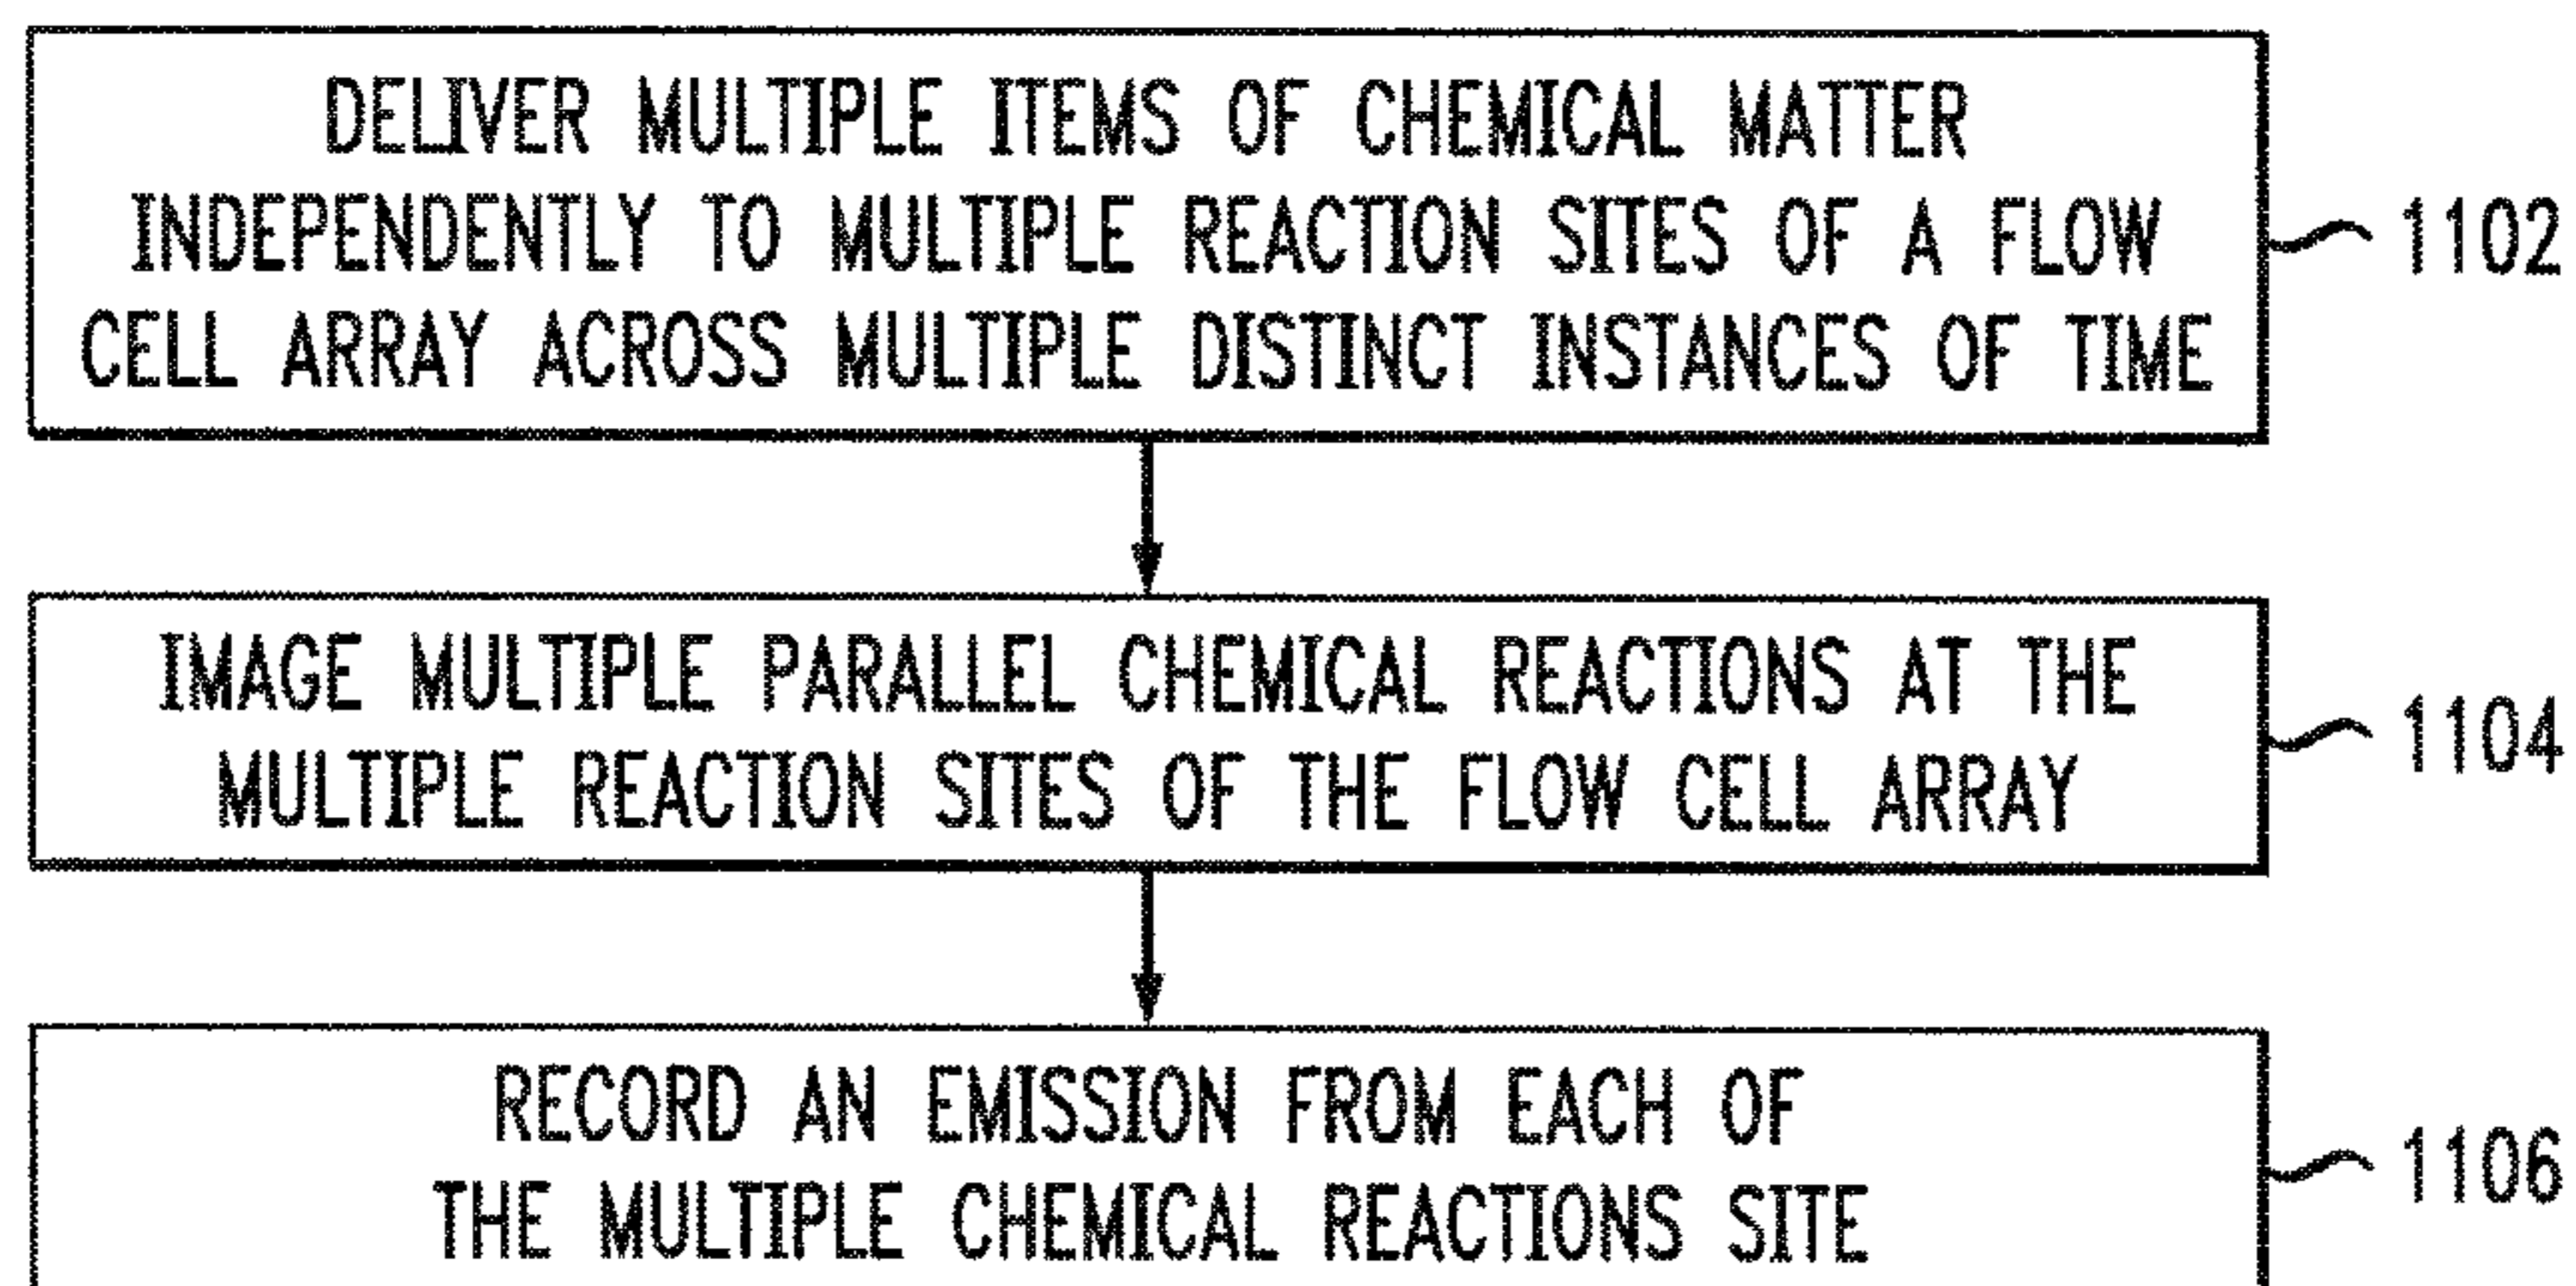 DELIVER MULTIPLE ITEMS OF CHEMICAL MATTER
INDEPENDENTLY TO MULTIPLE REACTION SITES OF A FLOW
CELL ARRAY ACROSS MULTIPLE DISTINCT INSTANCES OF TIME
1102
IMAGE MULTIPLE PARALLEL CHEMICAL REACTIONS AT THE
MULTIPLE REACTION SITES OF THE FLOW CELL ARRAY
1104
RECORD AN EMISSION FROM EACH OF
THE MULTIPLE CHEMICAL REACTIONS SITE
1106